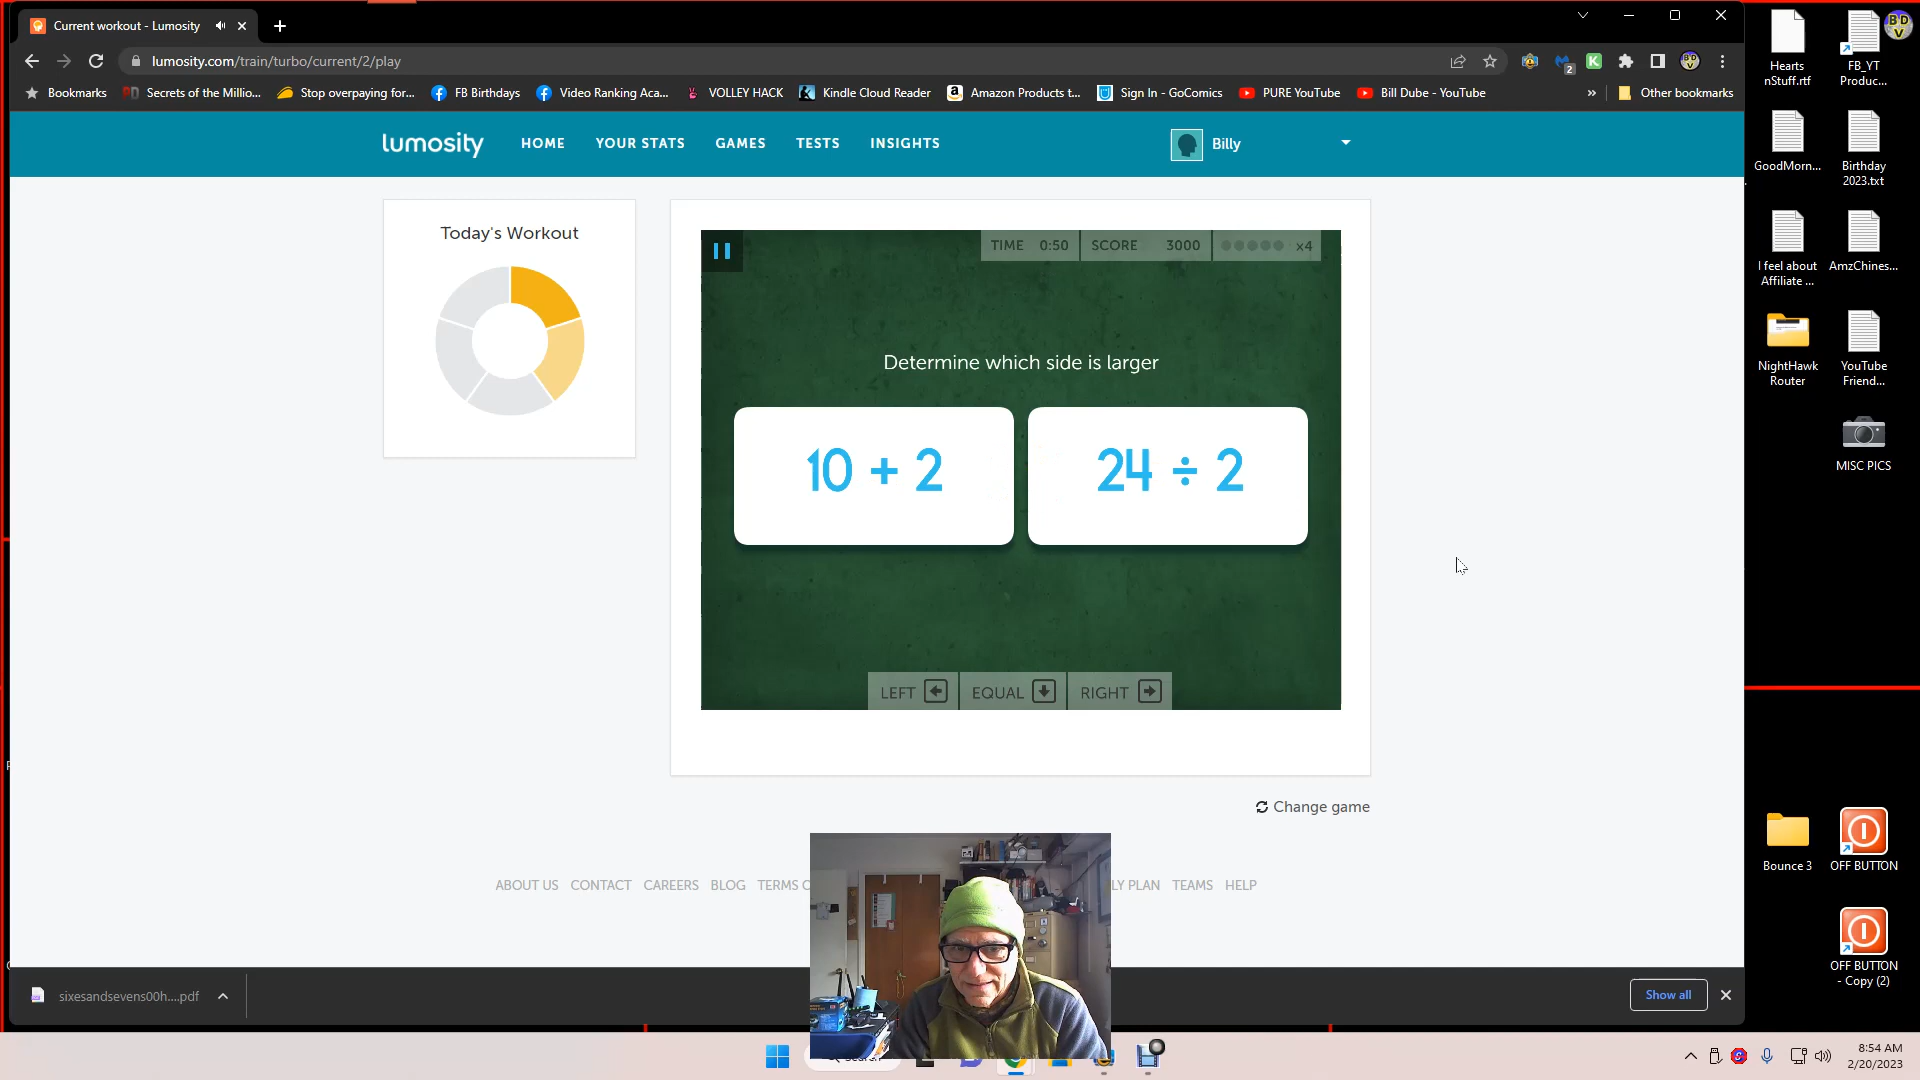 Current workout - Lumosity
lumosity.com/train/turbo/current/2/play
2
Bookmarks
Secrets of the Millio...
Stop overpaying for...
FB Birthdays
Video Ranking Aca...
VOLLEY HACK
Kindle Cloud Reader
Amazon Products t...
Sign In - GoComics
PURE YouTube
Bill Dube - YouTube
»
Other bookmarks
lumosity
HOME
YOUR STATS
GAMES
TESTS
INSIGHTS
Billy
Today's Workout
TIME 0:50
SCORE 3000
x4
Determine which side is larger
10 + 2
24 ÷ 2
LEFT
EQUAL
RIGHT
Change game
ABOUT US CONTACT CAREERS BLOG TERMS
LY PLAN TEAMS HELP
sixesandsevens00h....pdf
Show all
Hearts
nStuff.rtf
FB_YT
Produc...
BD
V
GoodMorn...
Birthday
2023.txt
I feel about
Affiliate ...
AmzChines...
NightHawk
Router
YouTube
Friend...
MISC PICS
Bounce 3
OFF BUTTON
OFF BUTTON
- Copy (2)
8:54 AM
2/20/2023